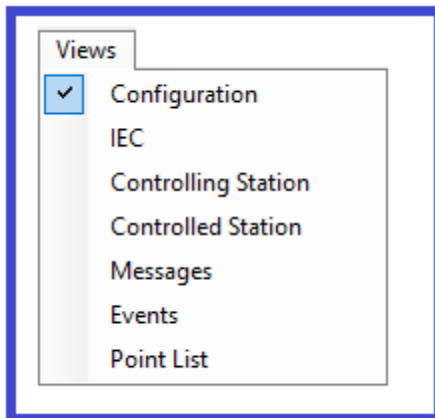 Views
Configuration
IEC
Controlling Station
Controlled Station
Messages
Events
Point List